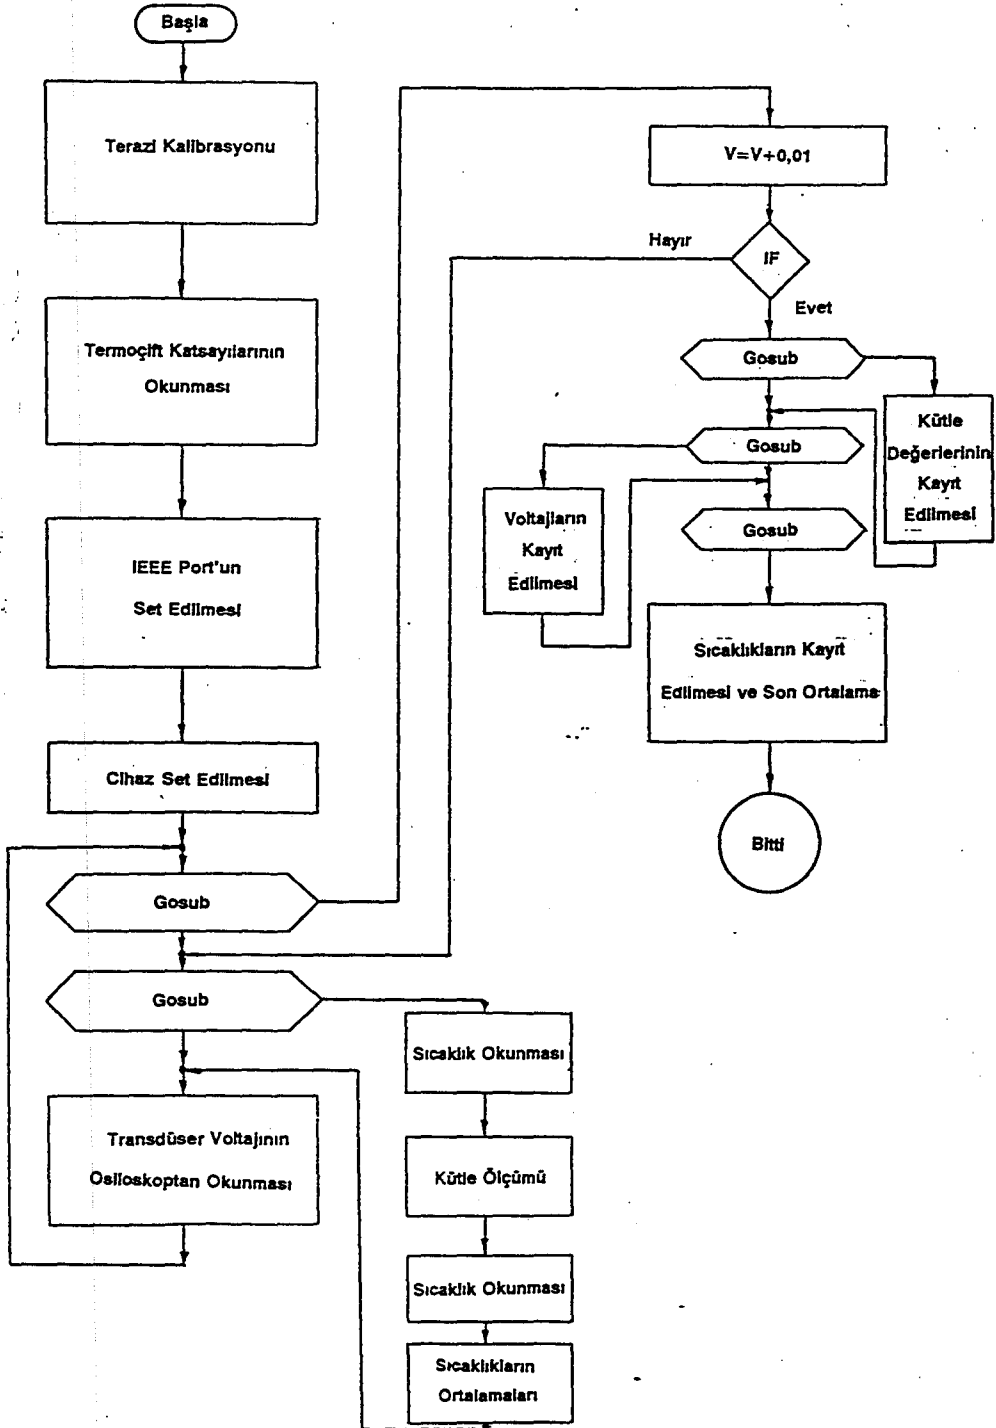 Başla
Terazi Kalibrasyonu
Termoçift Katsayılarının
Okunması
IEEE Port'un
Set Edilmesi
Cihaz Set Edilmesi
Gosub
Gosub
Transdüser Voltajının
Osiloskoptan Okunması
Sıcaklık Okunması
Kütle Ölçümü
Sıcaklık Okunması
Sıcaklıkların
Ortalamaları
V=V+0,01
Hayır
IF
Evet
Gosub
Kütle
Değerlerinin
Kayıt
Edilmesi
Gosub
Voltajların
Kayıt
Edilmesi
Gosub
Sıcaklıkların Kayıt
Edilmesi ve Son Ortalama
Bitti